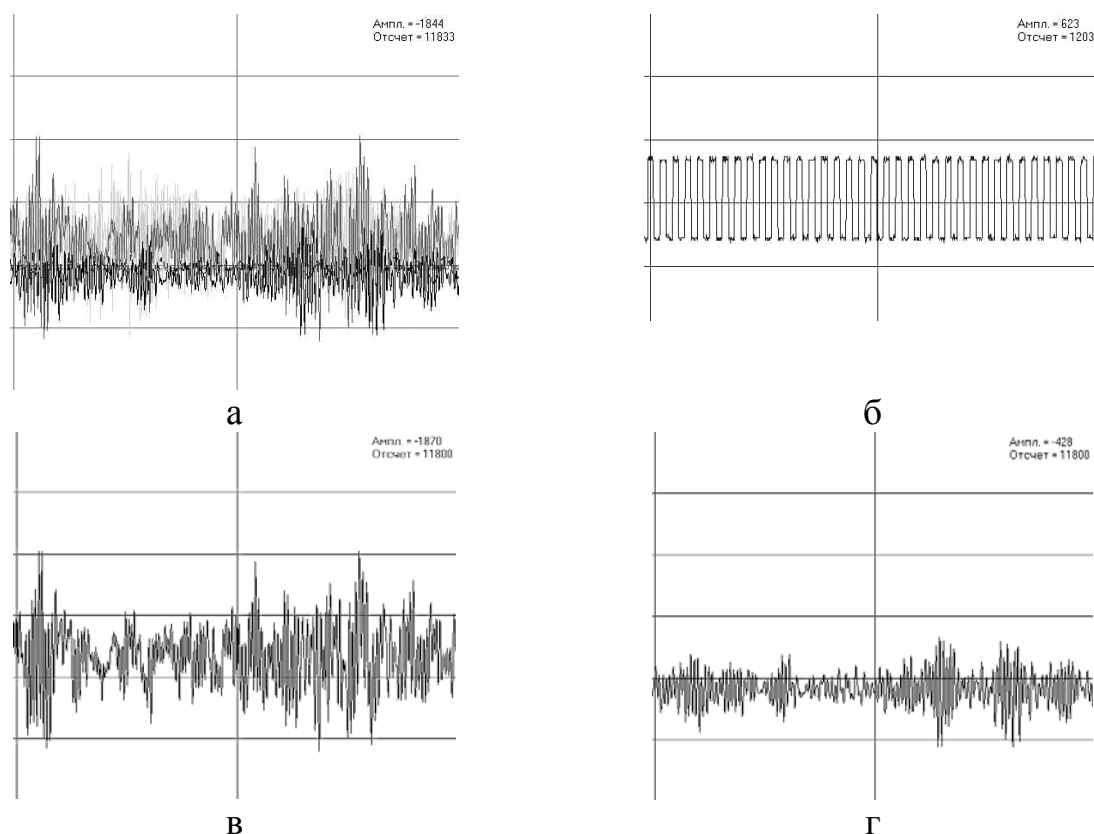 Ампл. = -1844
Отсчет = 11833
Ампл. = 623
Отсчет = 1203
а
б
Ампл. = -1870
Отсчет = 11800
Ампл. = -428
Отсчет = 11800
в
г